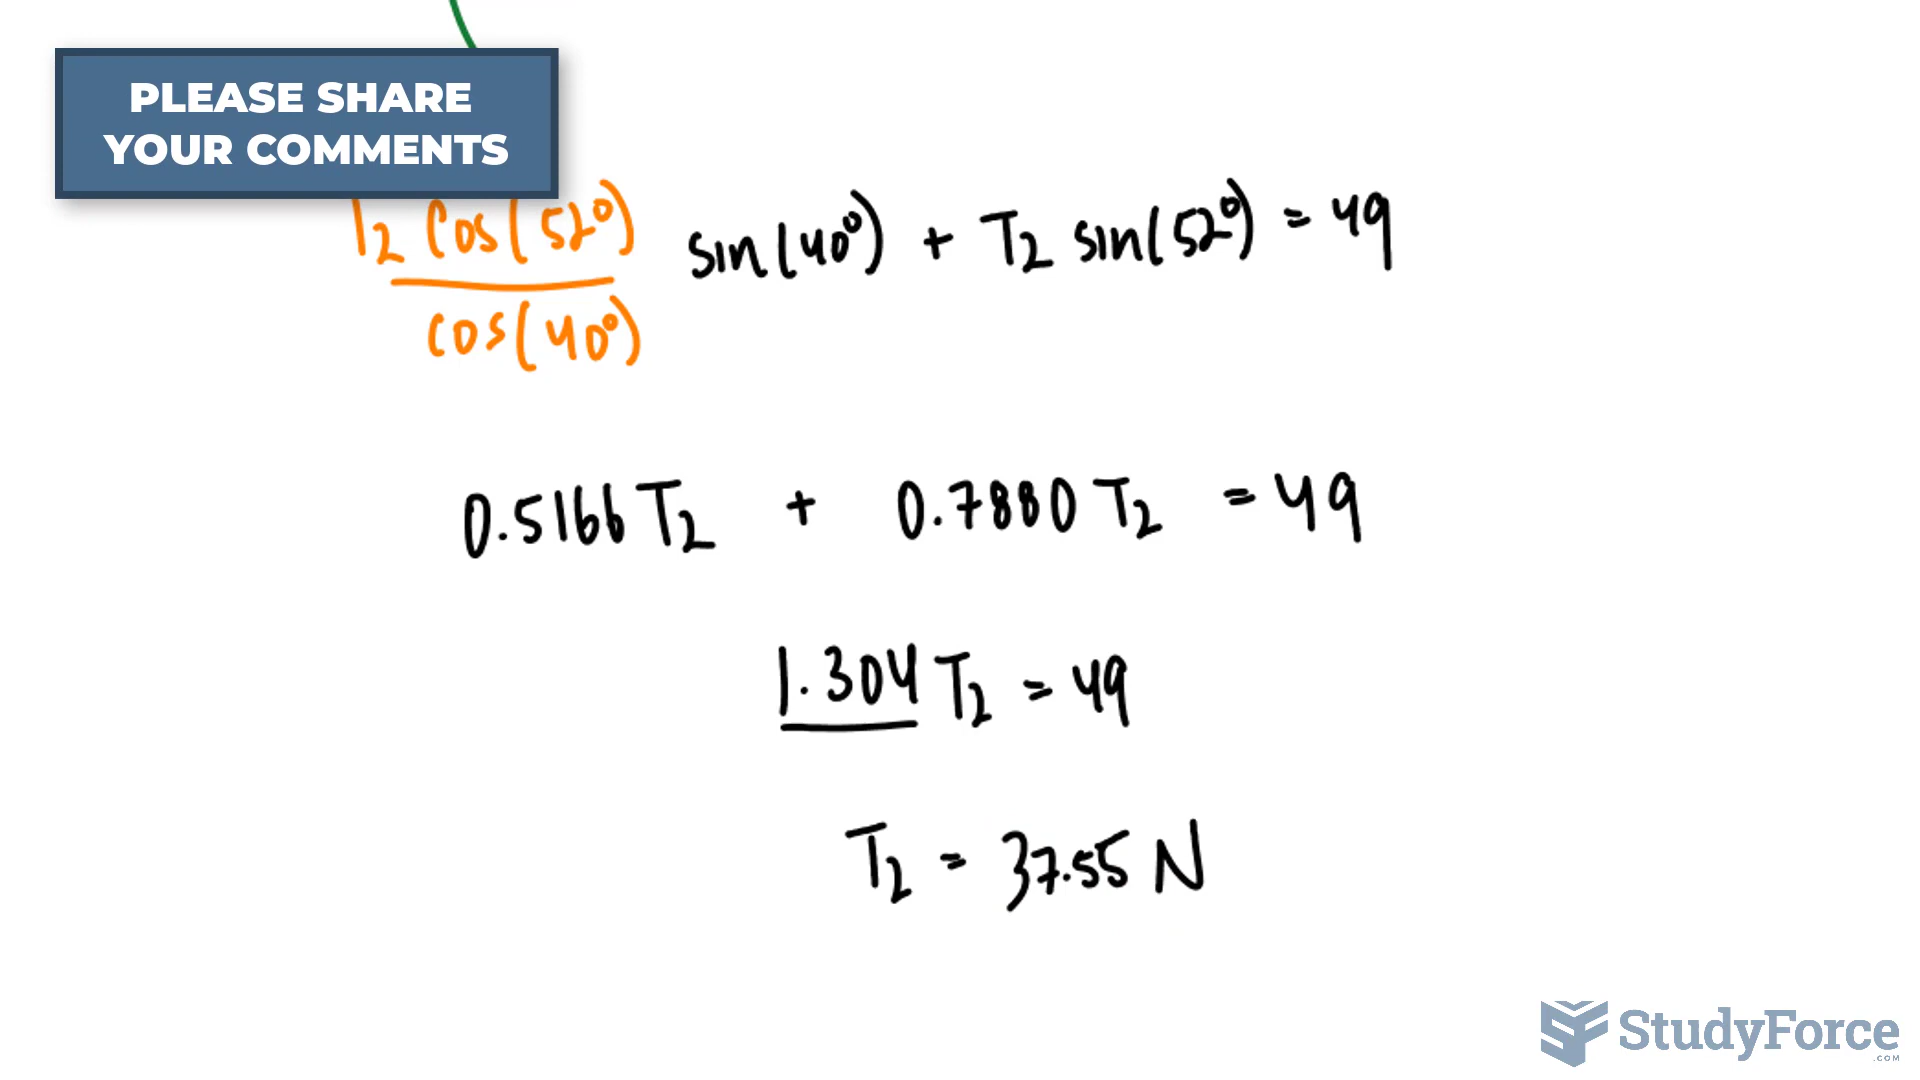 PLEASE SHARE
YOUR COMMENTS
T2 cos(52°) sin(40°) + T2 sin(52°) = 49
cos(40°)
0.5166 T2 + 0.7880 T2 = 49
1.304 T2 = 49
T2 = 37.55 N
StudyForce
.COM